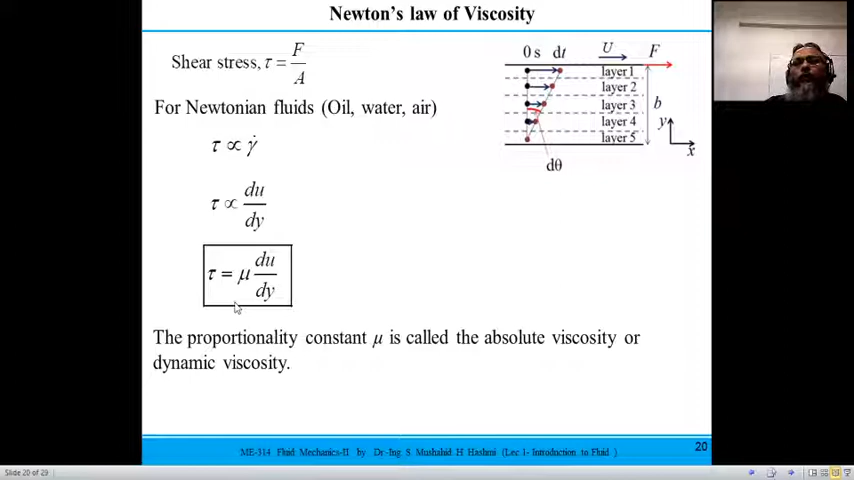 Newton's law of Viscosity
Shear stress, τ = F/A
For Newtonian fluids (Oil, water, air)
τ ∝ γ̇
τ ∝ du/dy
τ = μ du/dy
The proportionality constant μ is called the absolute viscosity or
dynamic viscosity.
0 s dt U F
layer 1
layer 2
layer 3 b
layer 4 y
layer 5 x
dθ
ME-314 Fluid Mechanics-II by Dr-Ing. S. Mushahid H. Hashmi (Lec 1- Introduction to Fluid )
20
Slide 20 of 29